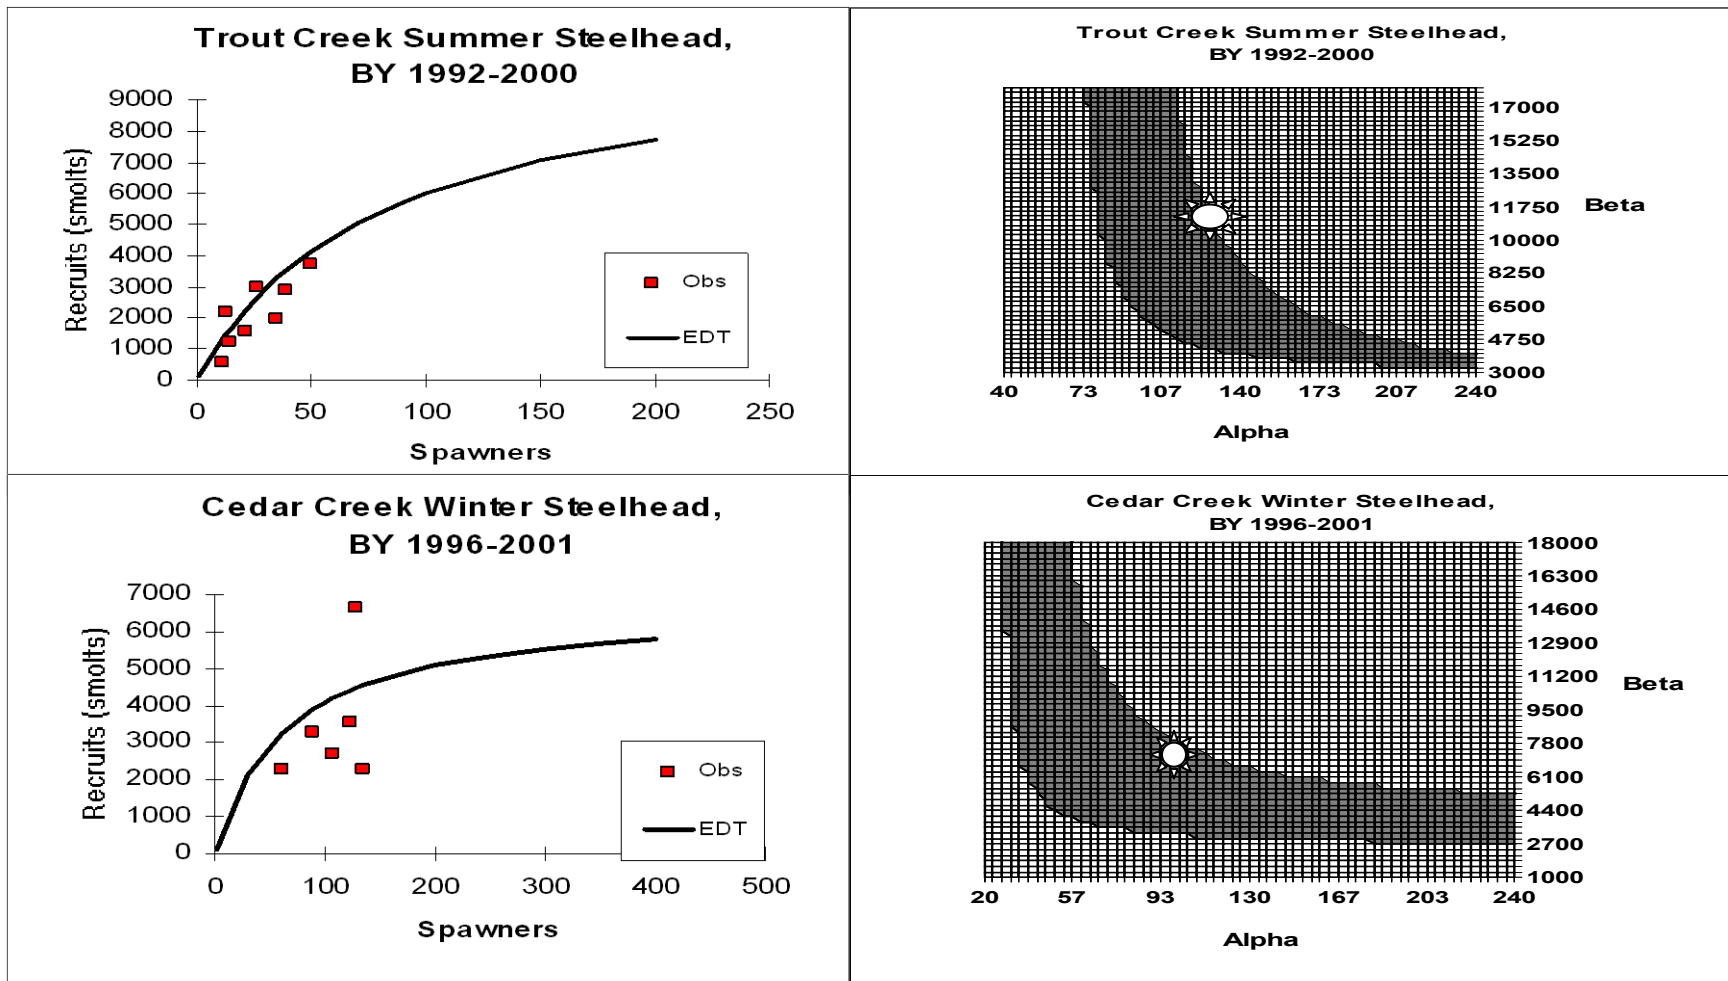 Trout Creek Summer Steelhead,
BY 1992-2000
9000
8000
7000
6000
5000
4000
3000
2000
1000
0
Recruits (smolts)
0 50 100 150 200 250
Spawners
Obs
EDT
Trout Creek Summer Steelhead,
BY 1992-2000
17000
15250
13500
11750
10000
8250
6500
4750
3000
Beta
40 73 107 140 173 207 240
Alpha
Cedar Creek Winter Steelhead,
BY 1996-2001
7000
6000
5000
4000
3000
2000
1000
0
Recruits (smolts)
0 100 200 300 400 500
Spawners
Obs
EDT
Cedar Creek Winter Steelhead,
BY 1996-2001
18000
16300
14600
12900
11200
9500
7800
6100
4400
2700
1000
Beta
20 57 93 130 167 203 240
Alpha